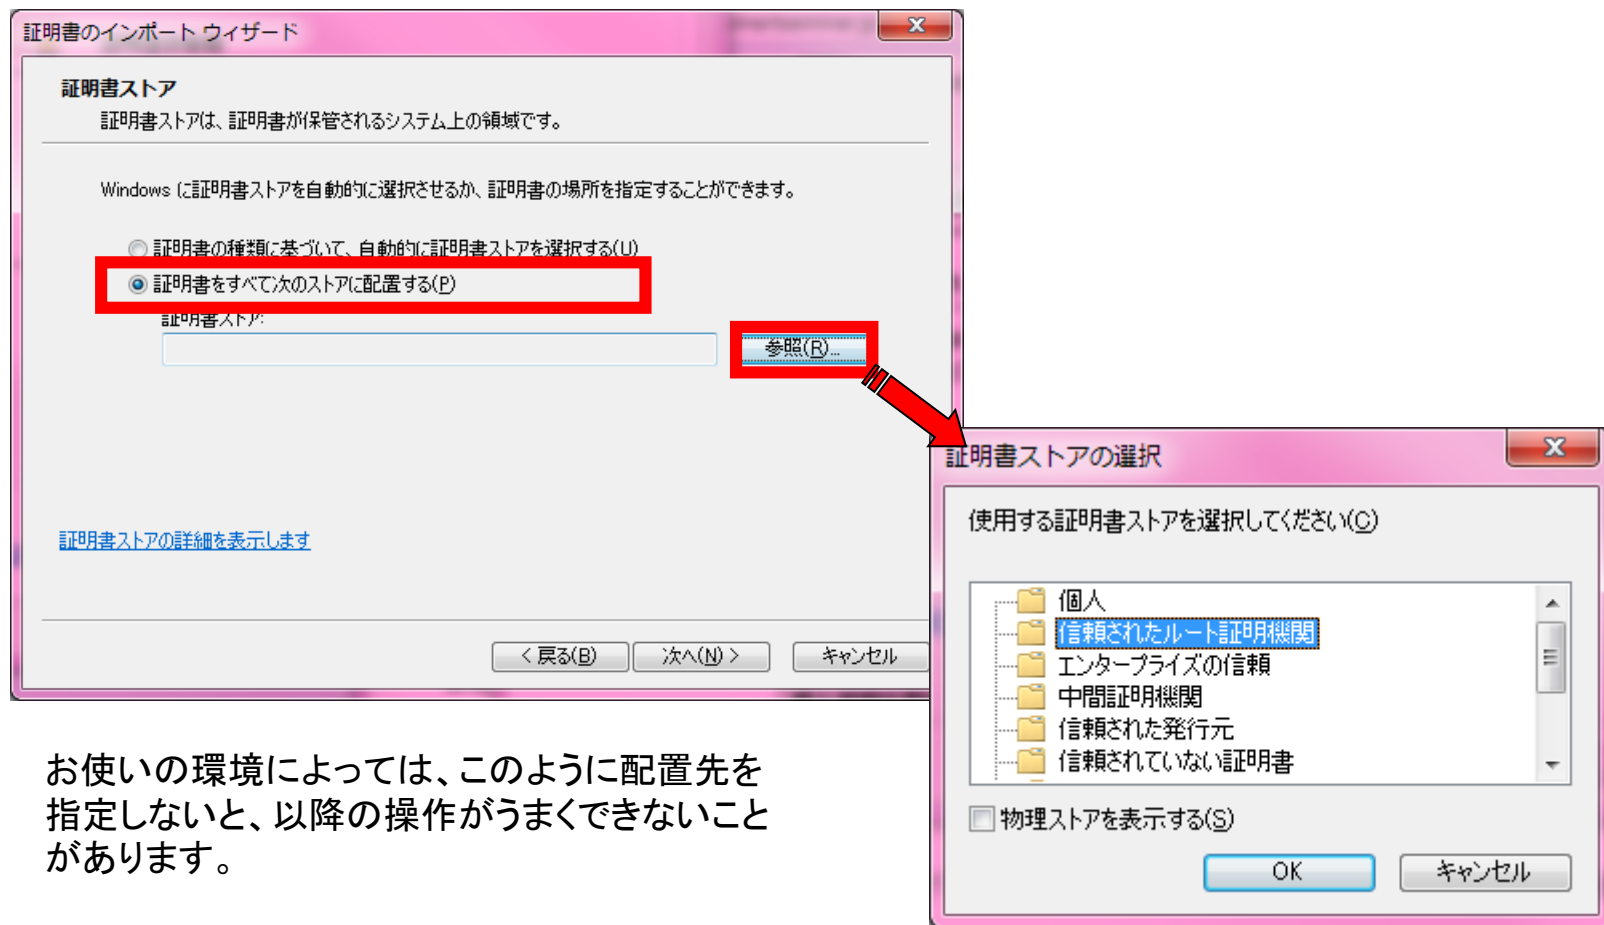 証明書のインポート ウィザード
証明書ストア
証明書ストアは、証明書が保管されるシステム上の領域です。
Windows に証明書ストアを自動的に選択させるか、証明書の場所を指定することができます。
証明書の種類に基づいて、自動的に証明書ストアを選択する(U)
証明書をすべて次のストアに配置する(P)
証明書ストア:
参照(R)...
証明書ストアの詳細を表示します
< 戻る(B)
次へ(N) >
キャンセル
証明書ストアの選択
使用する証明書ストアを選択してください(C)
個人
信頼されたルート証明機関
エンタープライズの信頼
中間証明機関
信頼された発行元
信頼されていない証明書
物理ストアを表示する(S)
OK
キャンセル
お使いの環境によっては、このように配置先を
指定しないと、以降の操作がうまくできないこと
があります。